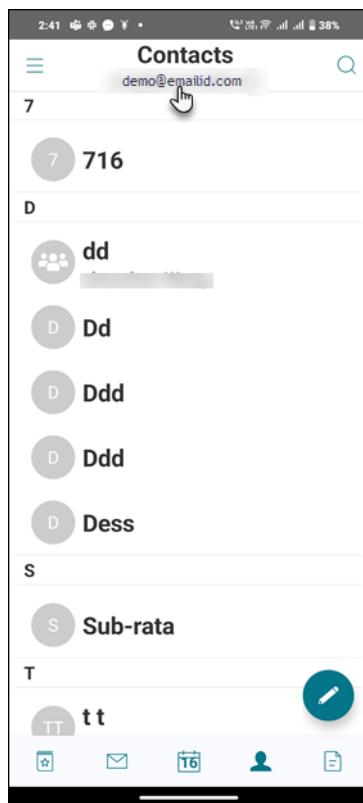 2:41 38%
Contacts
demo@emailid.com
7
7 716
D
dd
D Dd
D Ddd
D Ddd
D Dess
S
S Sub-rata
T
TT t t
16